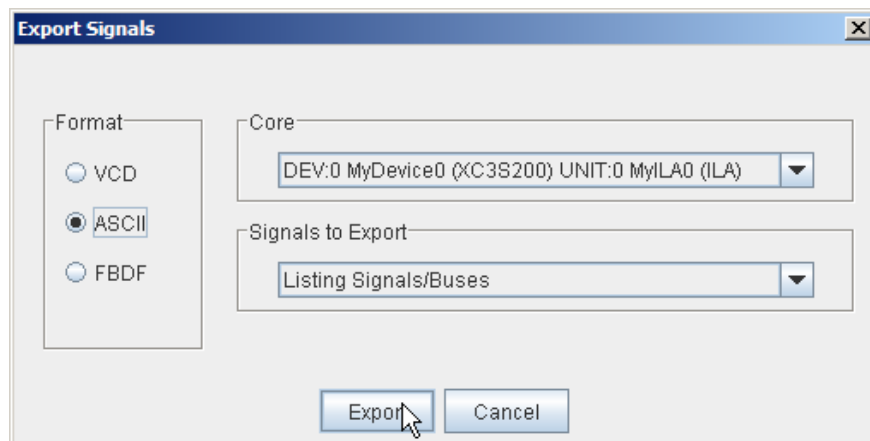 Export Signals
Format
VCD
ASCII
FBDF
Core
DEV:0 MyDevice0 (XC3S200) UNIT:0 MyILA0 (ILA)
Signals to Export
Listing Signals/Buses
Export
Cancel